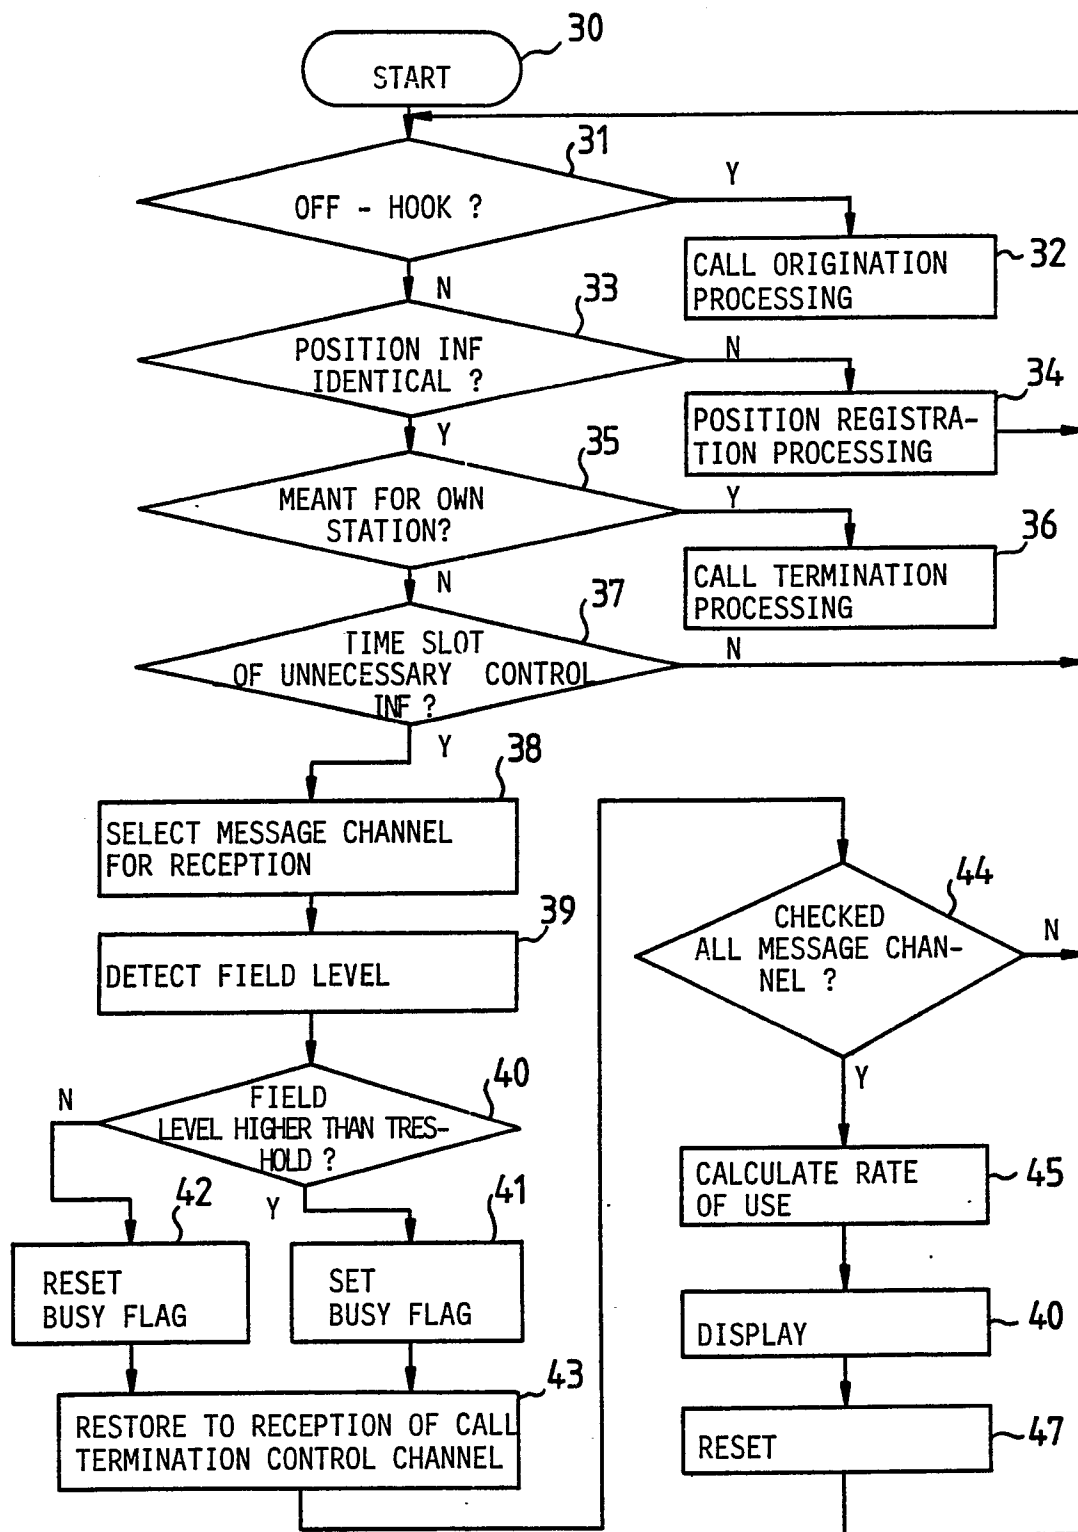 30
START
31
Y
OFF - HOOK ?
32
CALL ORIGINATION
PROCESSING
N
33
POSITION INF
IDENTICAL ?
N
34
POSITION REGISTRA-
TION PROCESSING
Y
35
MEANT FOR OWN
STATION?
Y
36
CALL TERMINATION
PROCESSING
N
37
TIME SLOT
OF UNNECESSARY CONTROL
INF ?
N
Y
38
SELECT MESSAGE CHANNEL
FOR RECEPTION
39
DETECT FIELD LEVEL
40
FIELD
LEVEL HIGHER THAN TRES-
HOLD ?
N
Y
42
RESET
BUSY FLAG
41
SET
BUSY FLAG
43
RESTORE TO RECEPTION OF CALL
TERMINATION CONTROL CHANNEL
44
CHECKED
ALL MESSAGE CHAN-
NEL ?
N
Y
45
CALCULATE RATE
OF USE
40
DISPLAY
47
RESET